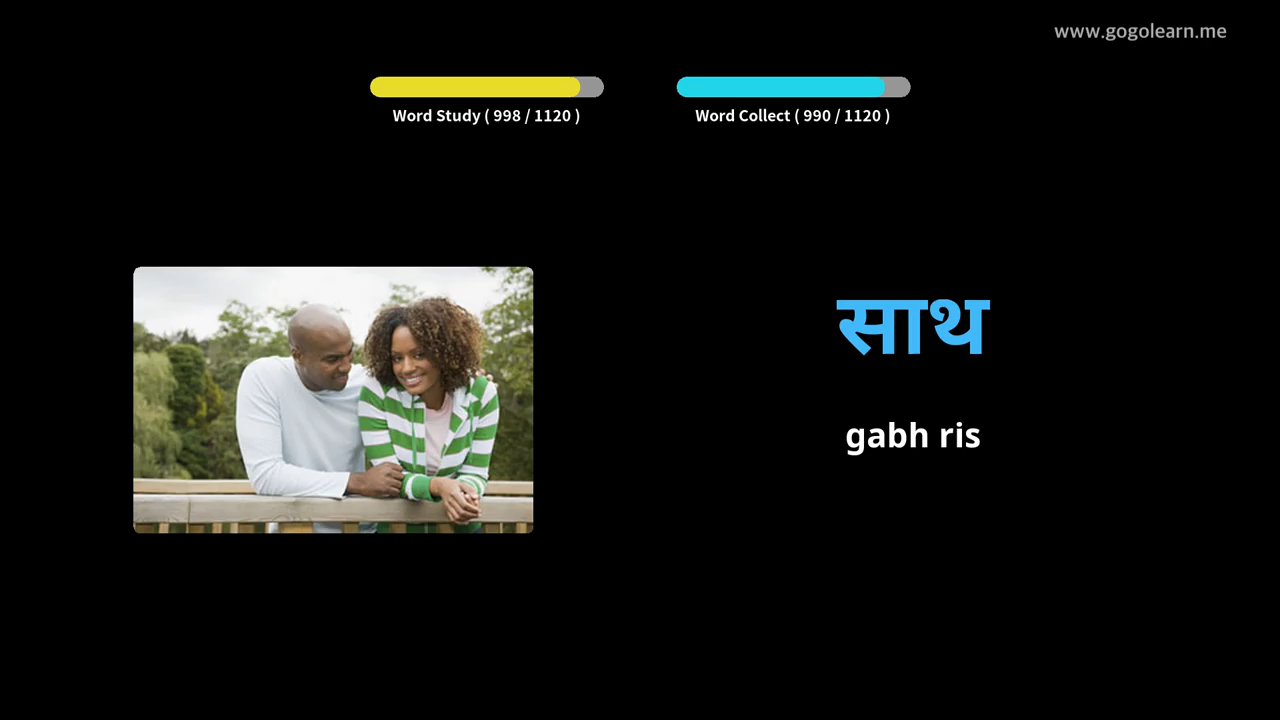 www.gogolearn.me
Word Study ( 998 / 1120 )
Word Collect ( 990 / 1120 )
साथ
gabh ris